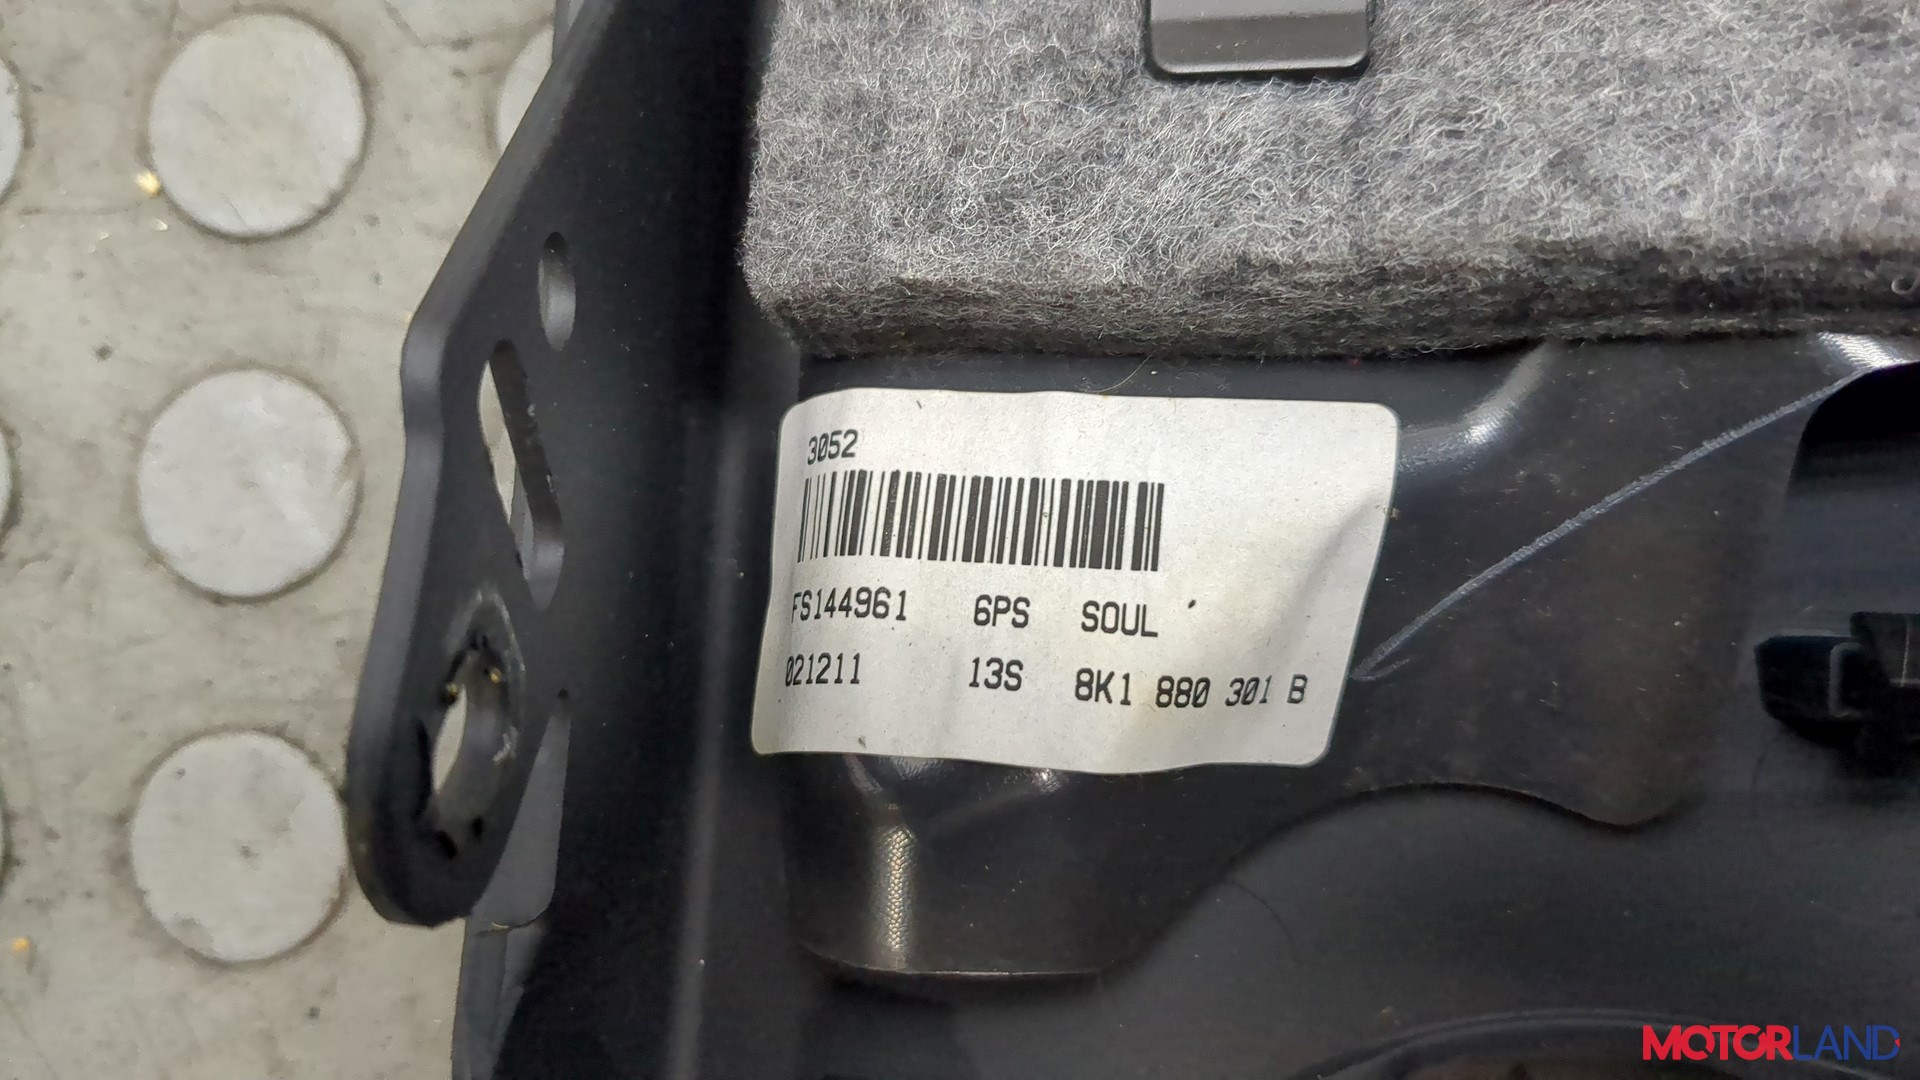 3052
FS144961 6PS SOUL
021211 13S 8K1 880 301 B
MOTORLAND